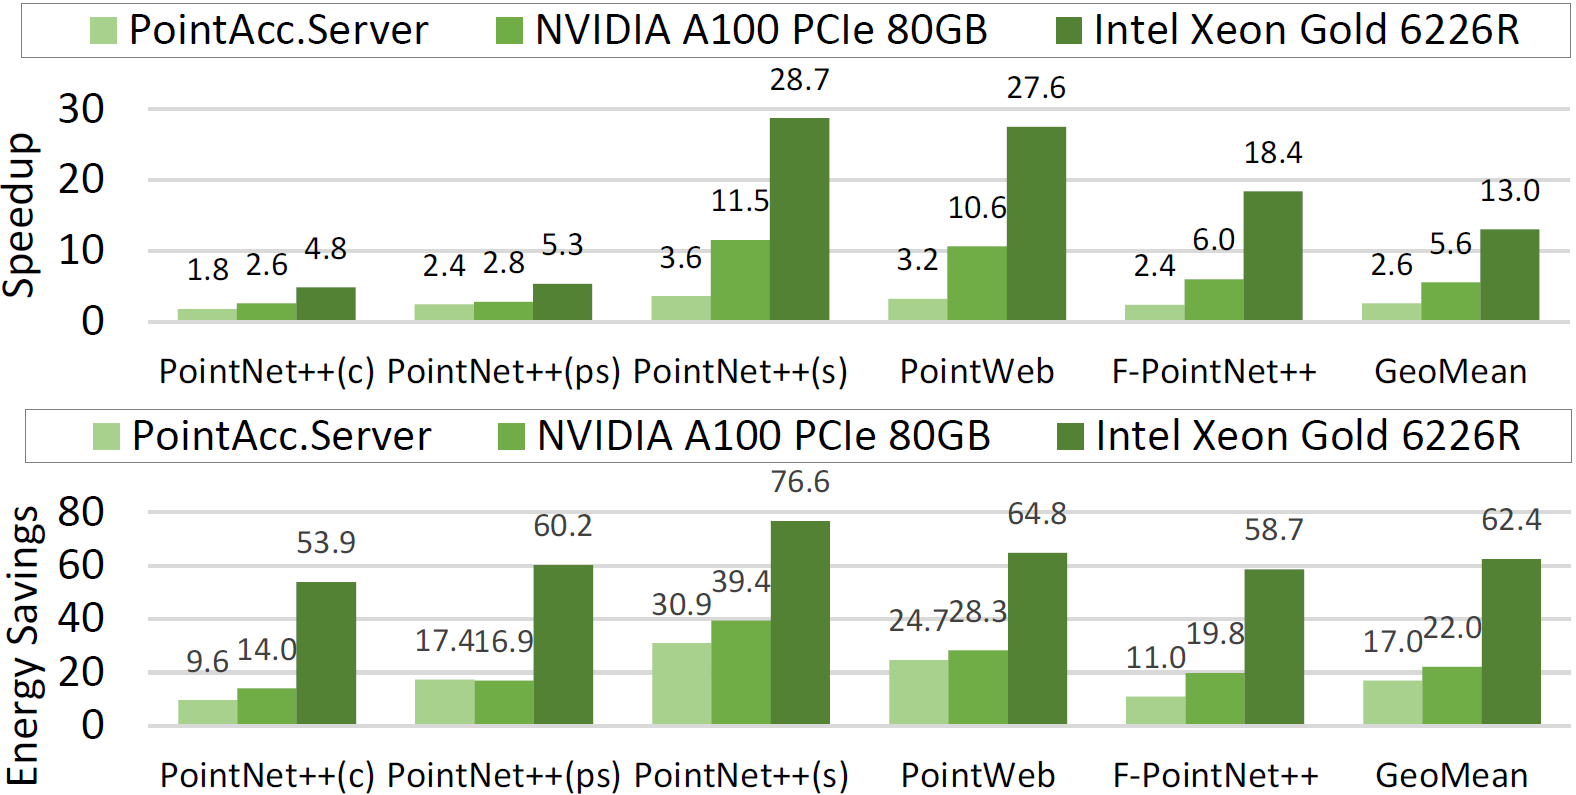 PointAcc.Server NVIDIA A100 PCIe 80GB Intel Xeon Gold 6226R
Speedup
30
20
10
0
1.8 2.6 4.8
2.4 2.8 5.3
3.6 11.5 28.7
3.2 10.6 27.6
2.4 6.0 18.4
2.6 5.6 13.0
PointNet++(c) PointNet++(ps) PointNet++(s) PointWeb F-PointNet++ GeoMean
PointAcc.Server NVIDIA A100 PCIe 80GB Intel Xeon Gold 6226R
Energy Savings
80
60
40
20
0
9.6 14.0 53.9
17.4 16.9 60.2
30.9 39.4 76.6
24.7 28.3 64.8
11.0 19.8 58.7
17.0 22.0 62.4
PointNet++(c) PointNet++(ps) PointNet++(s) PointWeb F-PointNet++ GeoMean